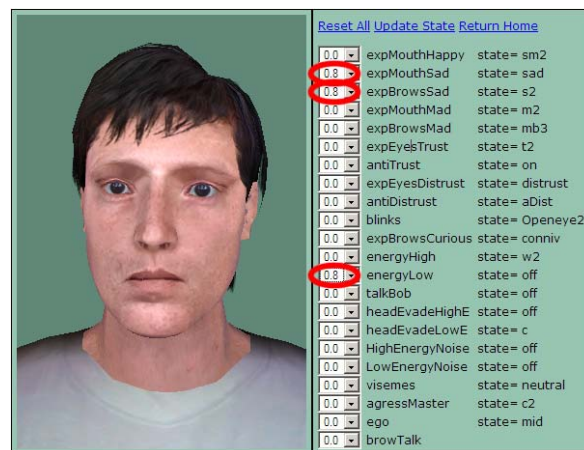 Reset All Update State Return Home
0.0 expMouthHappy state= sm2
0.8 expMouthSad state= sad
0.8 expBrowsSad state= s2
0.0 expMouthMad state= m2
0.0 expBrowsMad state= mb3
0.0 expEyesTrust state= t2
0.0 antiTrust state= on
0.0 expEyesDistrust state= distrust
0.0 antiDistrust state= aDist
0.0 blinks state= Openeye2
0.0 expBrowsCurious state= conniv
0.0 energyHigh state= w2
0.8 energyLow state= off
0.0 talkBob state= off
0.0 headEvadeHighE state= off
0.0 headEvadeLowE state= c
0.0 HighEnergyNoise state= off
0.0 LowEnergyNoise state= off
0.0 visemes state= neutral
0.0 agressMaster state= c2
0.0 ego state= mid
0.0 browTalk